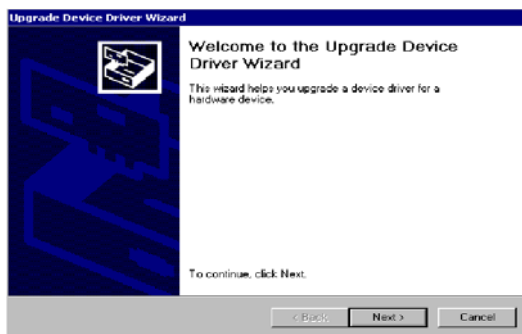 Upgrade Device Driver Wizard
Welcome to the Upgrade Device
Driver Wizard
This wizard helps you upgrade a device driver for a
hardware device.
To continue, click Next.
< Back
Next >
Cancel